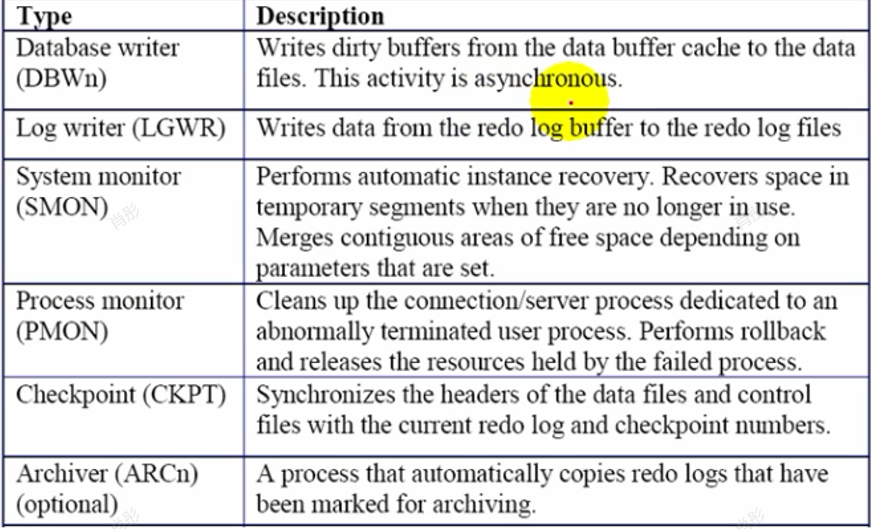 Type Description
Database writer (DBWn) Writes dirty buffers from the data buffer cache to the data files. This activity is asynchronous.
Log writer (LGWR) Writes data from the redo log buffer to the redo log files
System monitor (SMON) Performs automatic instance recovery. Recovers space in temporary segments when they are no longer in use. Merges contiguous areas of free space depending on parameters that are set.
Process monitor (PMON) Cleans up the connection/server process dedicated to an abnormally terminated user process. Performs rollback and releases the resources held by the failed process.
Checkpoint (CKPT) Synchronizes the headers of the data files and control files with the current redo log and checkpoint numbers.
Archiver (ARCn) (optional) A process that automatically copies redo logs that have been marked for archiving.